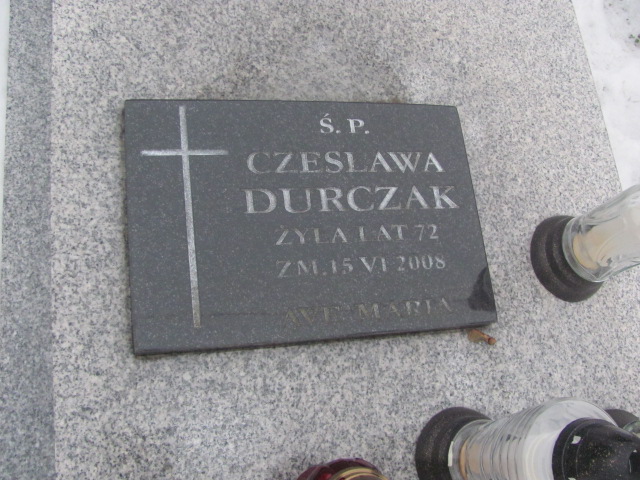 Ś. P.
CZESŁAWA
DURCZAK
ŻYŁA LAT 72
ZM. 15 VI 2008
AVE MARIA